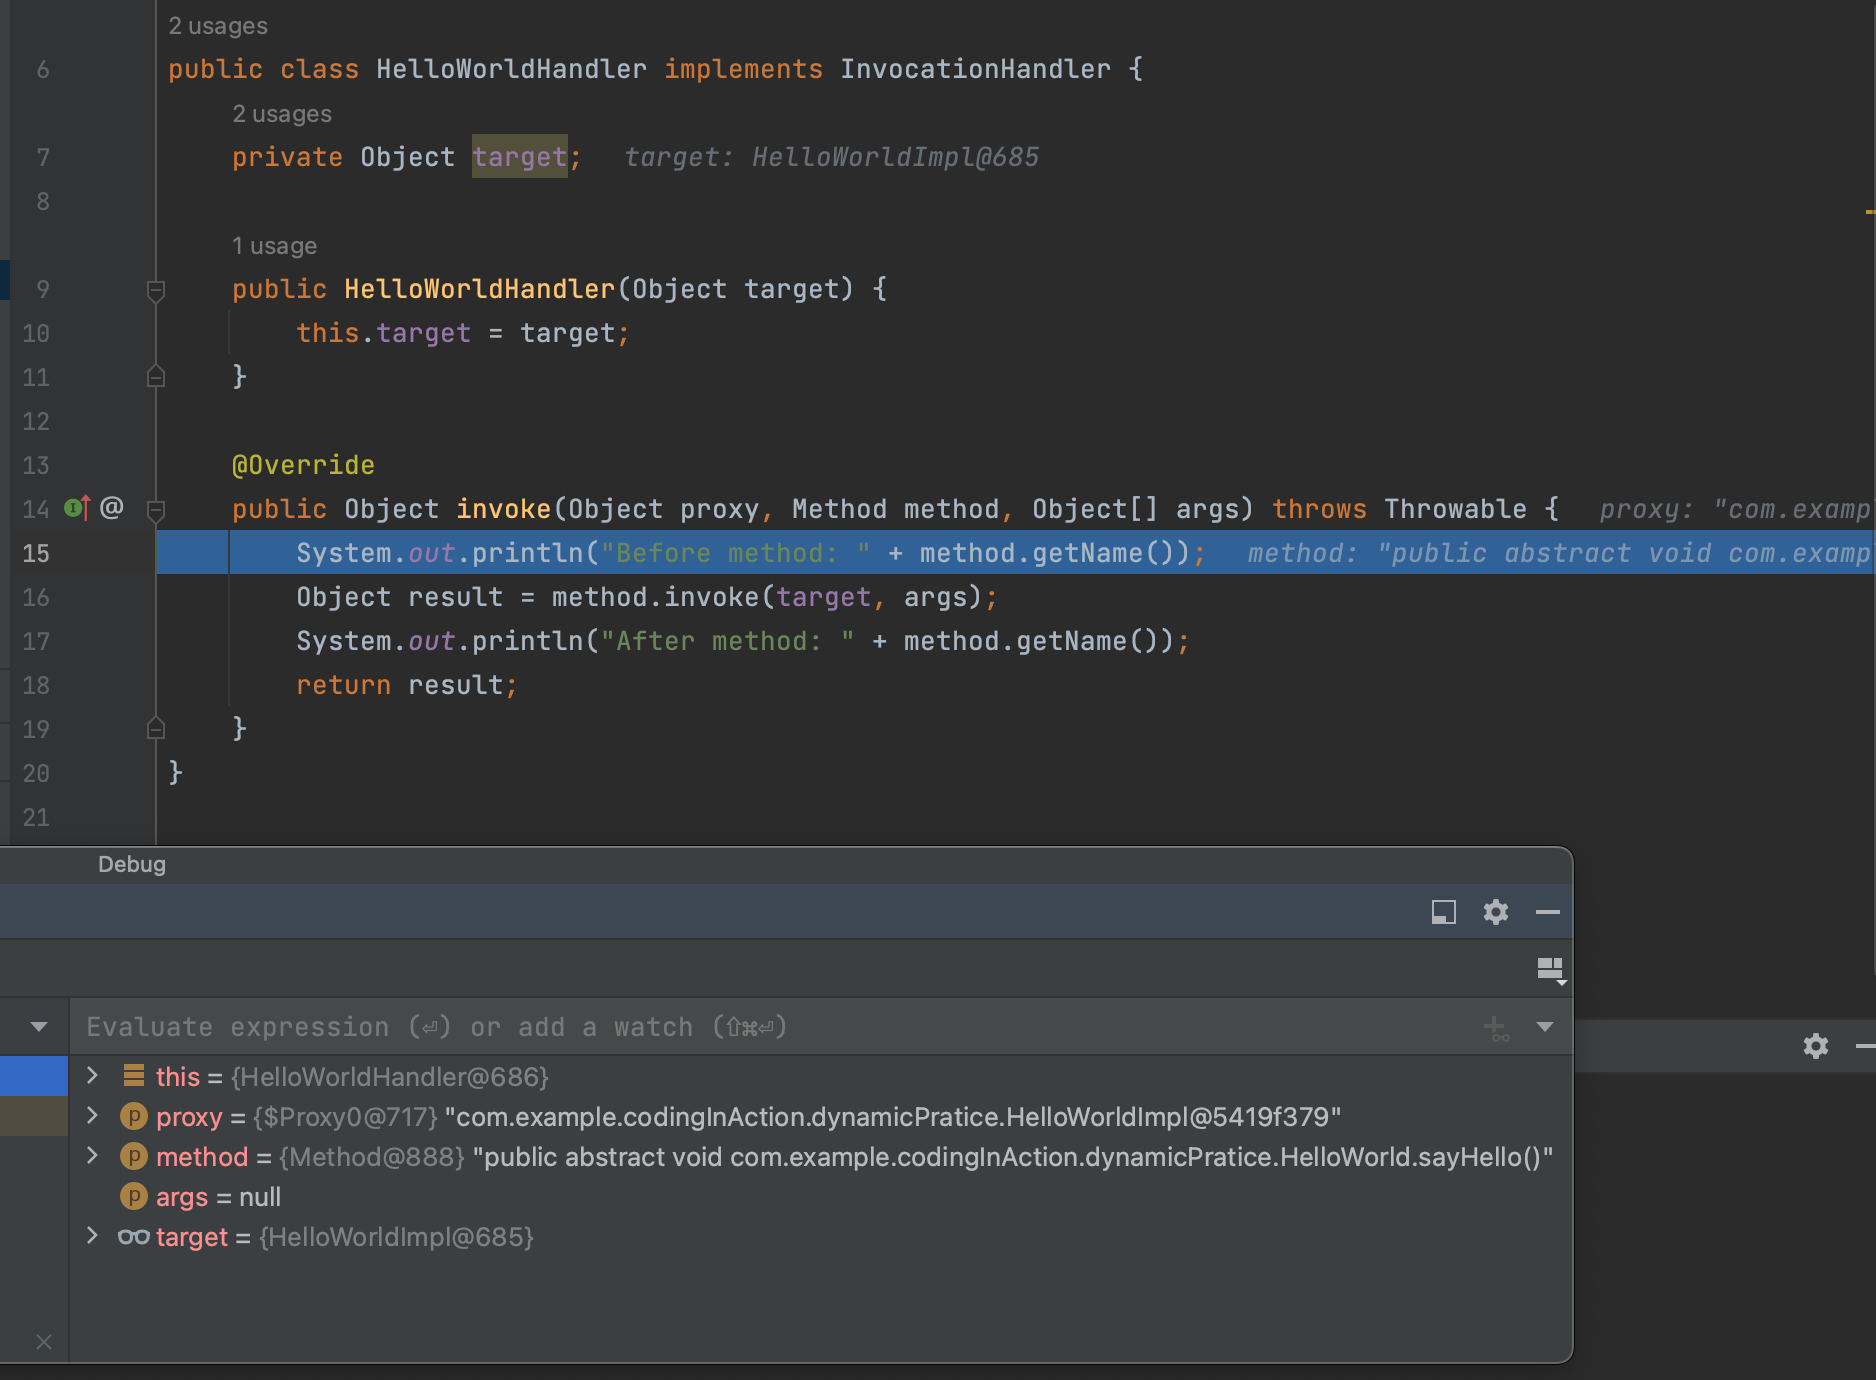 2 usages
6 public class HelloWorldHandler implements InvocationHandler {
2 usages
7 private Object target; target: HelloWorldImpl@685
8
1 usage
9 public HelloWorldHandler(Object target) {
10 this.target = target;
11 }
12
13 @Override
14 @ public Object invoke(Object proxy, Method method, Object[] args) throws Throwable { proxy: "com.examp
15 System.out.println("Before method: " + method.getName()); method: "public abstract void com.examp
16 Object result = method.invoke(target, args);
17 System.out.println("After method: " + method.getName());
18 return result;
19 }
20 }
21
Debug
Evaluate expression (⏎) or add a watch (⇧⌘⏎)
this = {HelloWorldHandler@686}
p proxy = {$Proxy0@717} "com.example.codingInAction.dynamicPratice.HelloWorldImpl@5419f379"
p method = {Method@888} "public abstract void com.example.codingInAction.dynamicPratice.HelloWorld.sayHello()"
p args = null
target = {HelloWorldImpl@685}